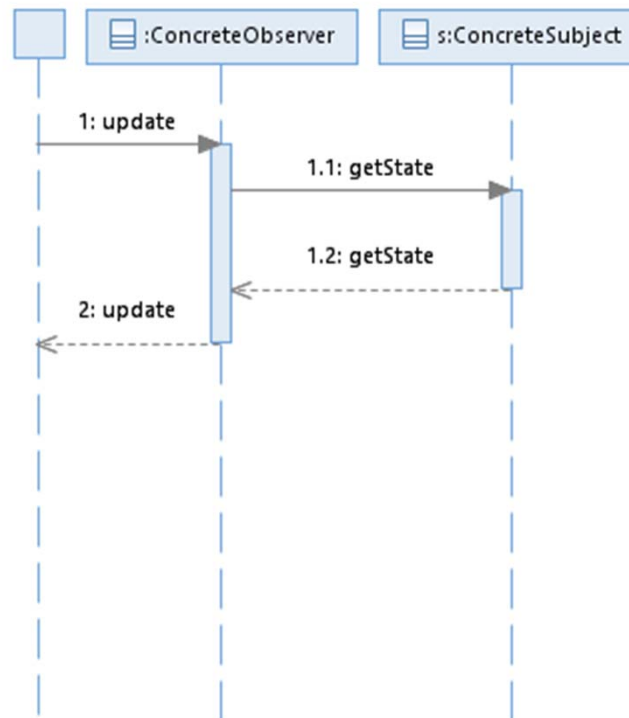 :ConcreteObserver
s:ConcreteSubject
1: update
1.1: getState
1.2: getState
2: update